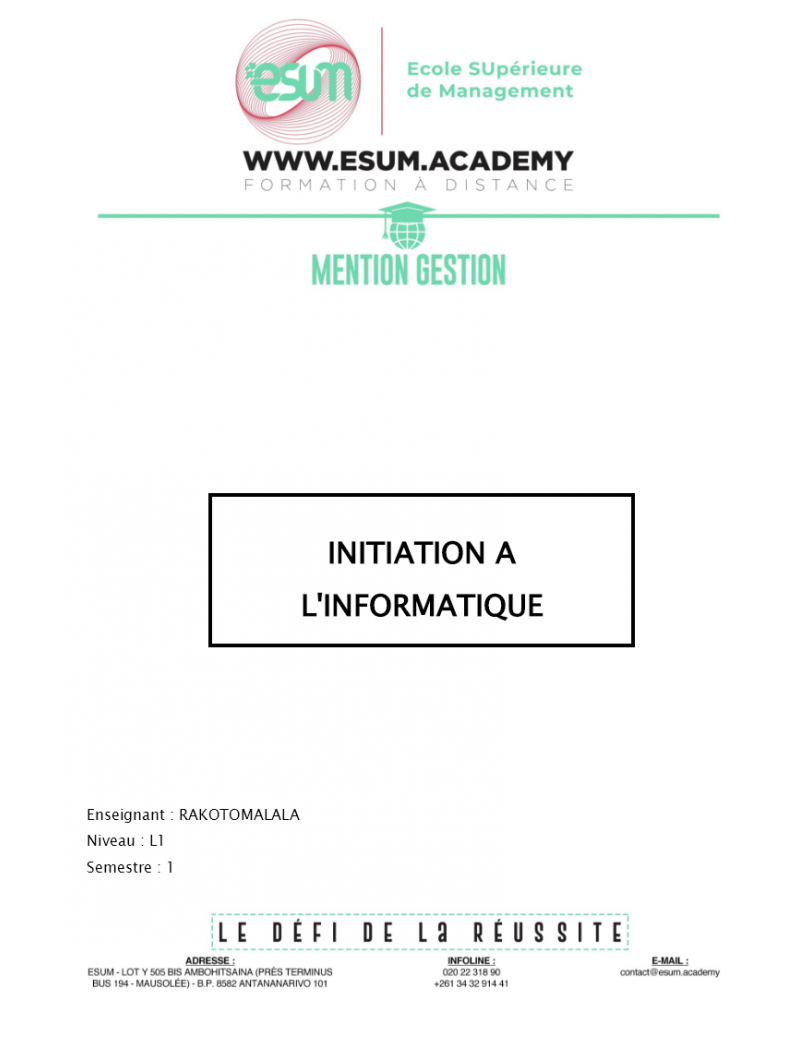 esum
Ecole SUpérieure
de Management
WWW.ESUM.ACADEMY
FORMATION À DISTANCE
MENTION GESTION
INITIATION A
L'INFORMATIQUE
Enseignant : RAKOTOMALALA
Niveau : L1
Semestre : 1
LE DÉFI DE La RÉUSSITE
ADRESSE :
ESUM - LOT Y 505 BIS AMBOHITSAINA (PRÈS TERMINUS
BUS 194 - MAUSOLÉE) - B.P. 8582 ANTANANARIVO 101
INFOLINE :
020 22 318 90
+261 34 32 914 41
E-MAIL :
contact@esum.academy